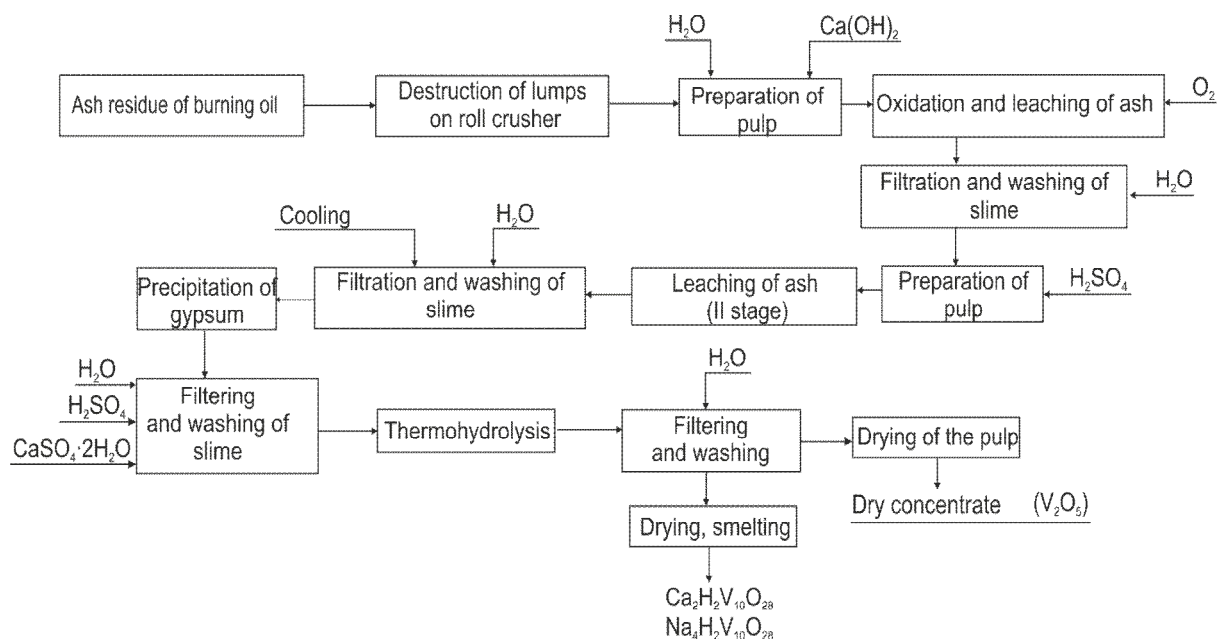 H₂O
Ca(OH)₂
Ash residue of burning oil
Destruction of lumps
on roll crusher
Preparation of
pulp
Oxidation and leaching of ash
O₂
Filtration and washing of
slime
H₂O
Cooling
H₂O
Precipitation of
gypsum
Filtration and washing of
slime
Leaching of ash
(II stage)
Preparation of
pulp
H₂SO₄
H₂O
H₂SO₄
CaSO₄·2H₂O
Filtering
and washing of
slime
Thermohydrolysis
H₂O
Filtering
and washing
Drying of the pulp
Dry concentrate (V₂O₅)
Drying, smelting
Ca₂H₂V₁₀O₂₈
Na₄H₂V₁₀O₂₈